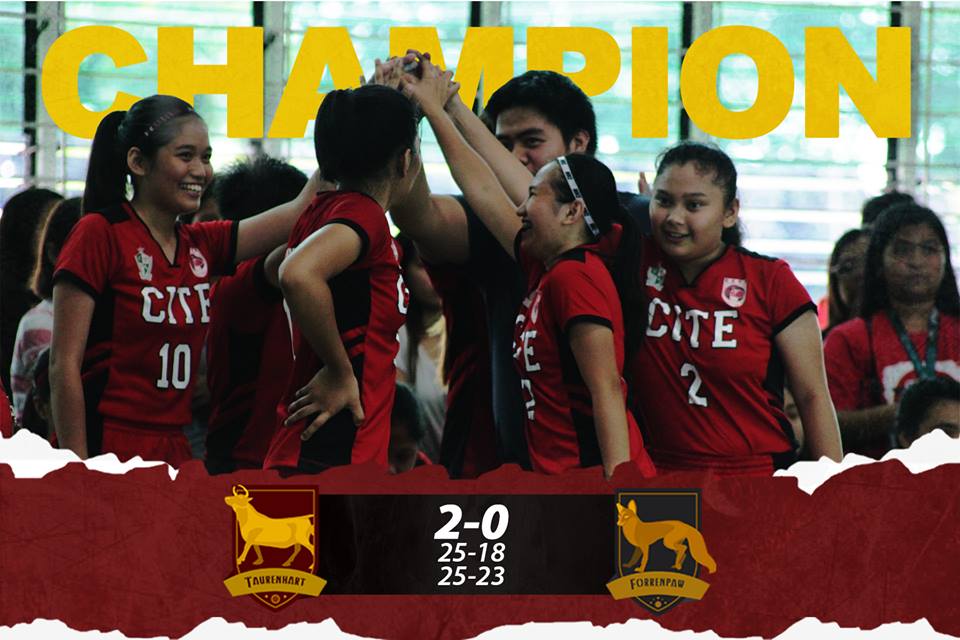 CHAMPION
CITE
10
CITE
2
2-0
25-18
25-23
TAURENHART
FORRENPAW